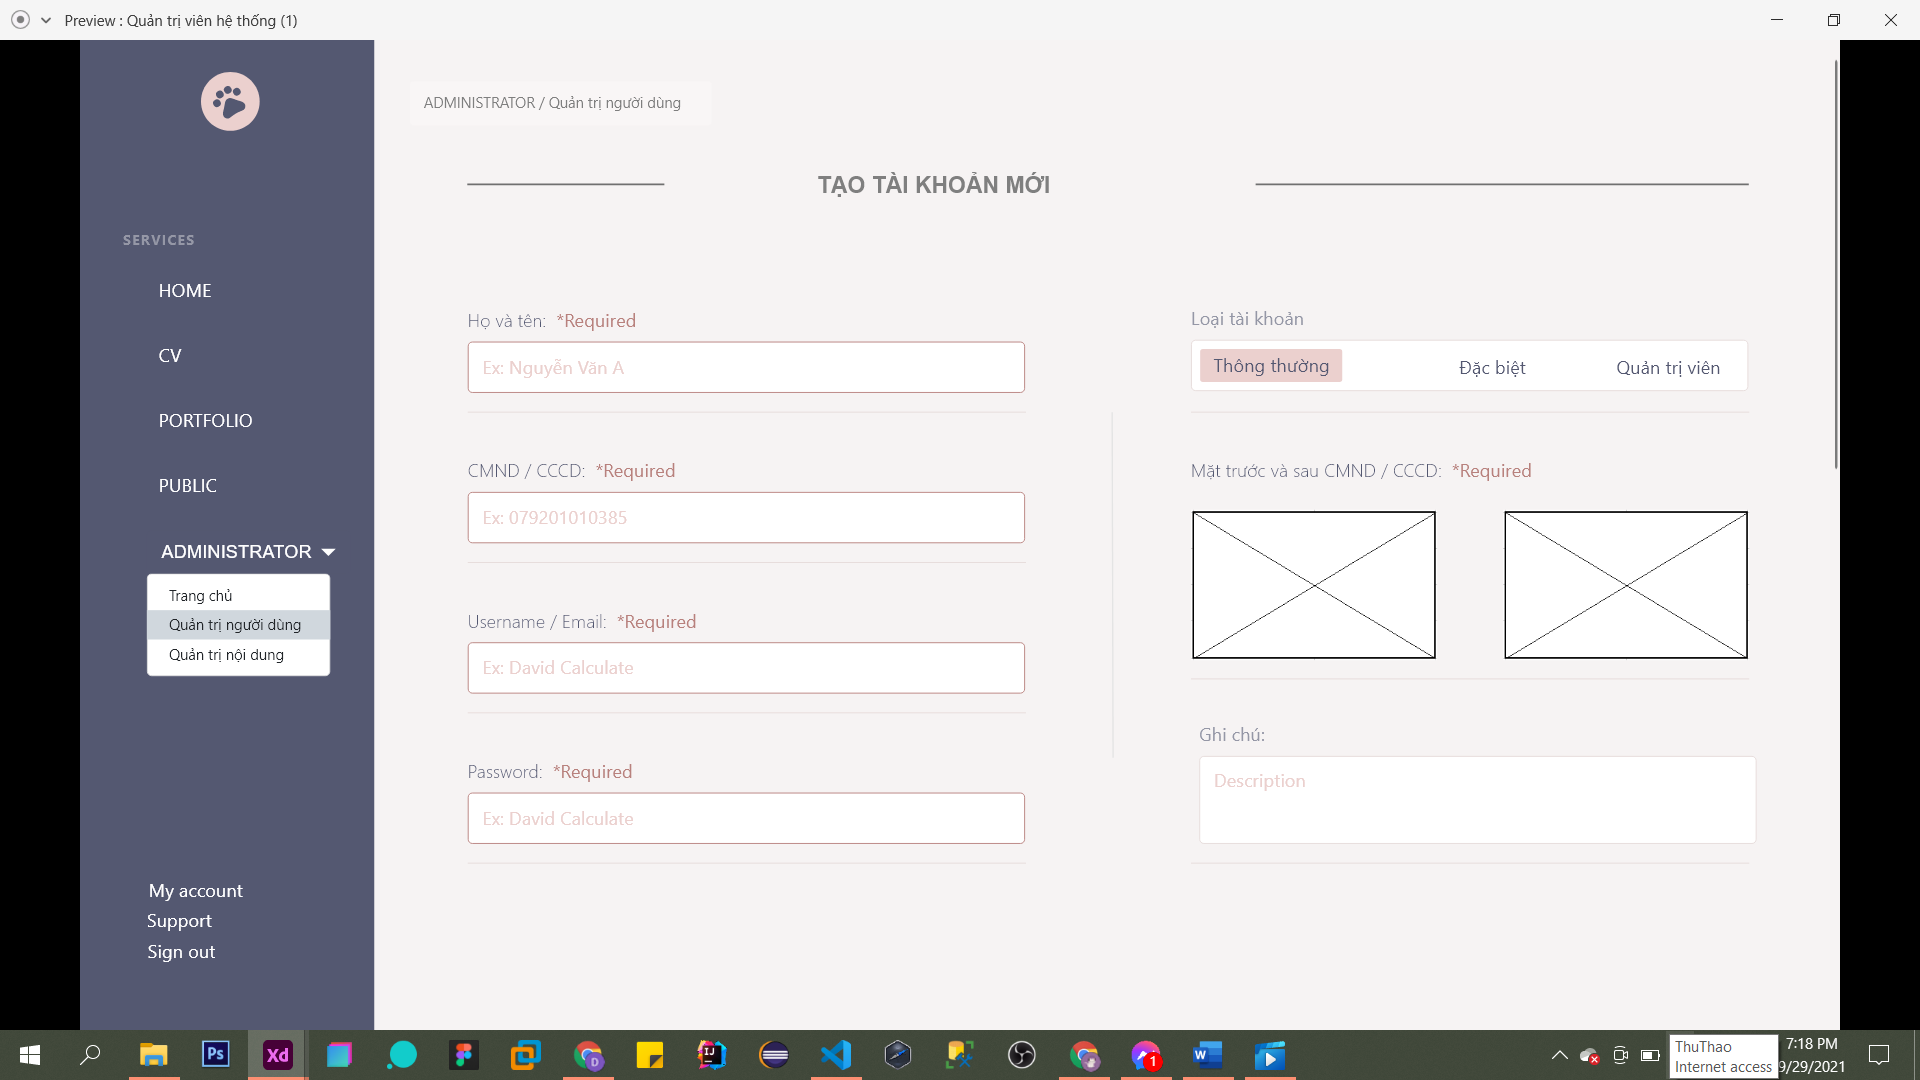 Preview : Quản trị viên hệ thống (1)
ADMINISTRATOR / Quản trị người dùng
TẠO TÀI KHOẢN MỚI
SERVICES
HOME
CV
PORTFOLIO
PUBLIC
ADMINISTRATOR
Trang chủ
Quản trị người dùng
Quản trị nội dung
My account
Support
Sign out
Họ và tên: *Required
Ex: Nguyễn Văn A
CMND / CCCD: *Required
Ex: 079201010385
Username / Email: *Required
Ex: David Calculate
Password: *Required
Ex: David Calculate
Loại tài khoản
Thông thường Đặc biệt Quản trị viên
Mặt trước và sau CMND / CCCD: *Required
Ghi chú:
Description
Ps
Xd
D
IJ
1
W
ThuThao
Internet access
7:18 PM
9/29/2021